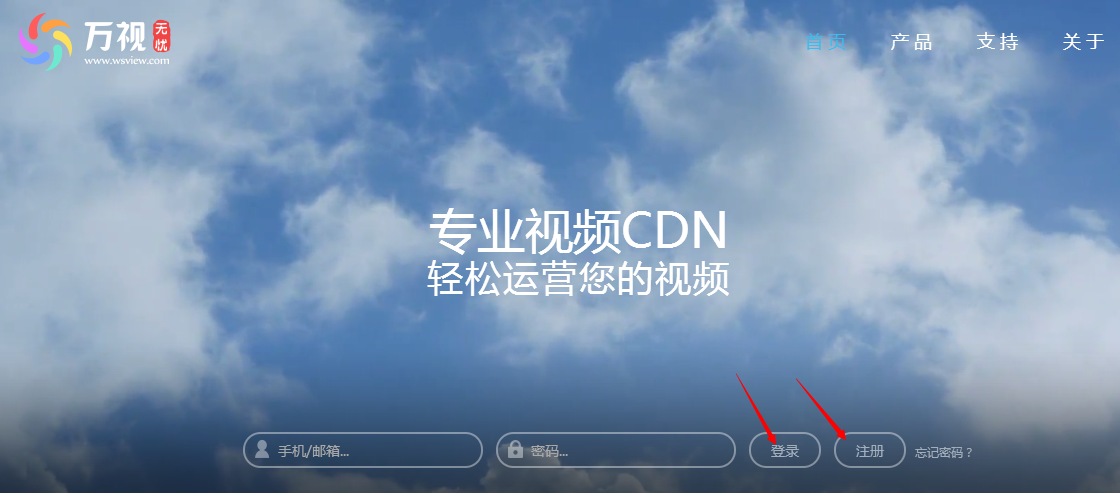 万视 无忧
www.wsview.com
首页 产品 支持 关于
专业视频CDN
轻松运营您的视频
手机/邮箱... 密码... 登录 注册 忘记密码？